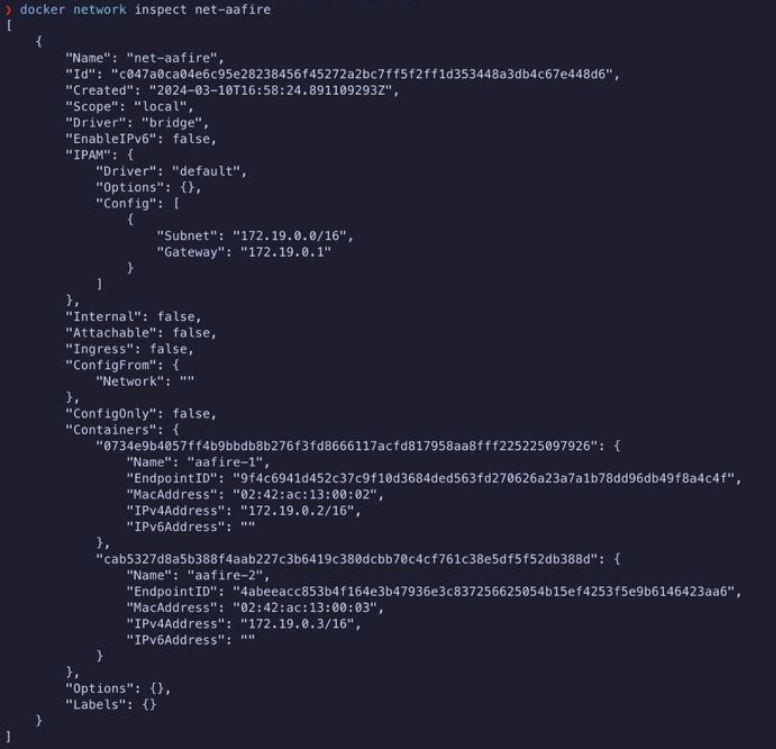 ❯ docker network inspect net-aafire
[
    {
        "Name": "net-aafire",
        "Id": "c047a0ca04e6c95e28238456f45272a2bc7ff5f2ff1d353448a3db4c67e448d6",
        "Created": "2024-03-10T16:58:24.891109293Z",
        "Scope": "local",
        "Driver": "bridge",
        "EnableIPv6": false,
        "IPAM": {
            "Driver": "default",
            "Options": {},
            "Config": [
                {
                    "Subnet": "172.19.0.0/16",
                    "Gateway": "172.19.0.1"
                }
            ]
        },
        "Internal": false,
        "Attachable": false,
        "Ingress": false,
        "ConfigFrom": {
            "Network": ""
        },
        "ConfigOnly": false,
        "Containers": {
            "0734e9b4057ff4b9bbdb8b276f3fd8666117acfd817958aa8fff225225097926": {
                "Name": "aafire-1",
                "EndpointID": "9f4c6941d452c37c9f10d3684ded563fd270626a23a7a1b78dd96db49f8a4c4f",
                "MacAddress": "02:42:ac:13:00:02",
                "IPv4Address": "172.19.0.2/16",
                "IPv6Address": ""
            },
            "cab5327d8a5b388f4aab227c3b6419c380dcbb70c4cf761c38e5df5f52db388d": {
                "Name": "aafire-2",
                "EndpointID": "4abeeacc853b4f164e3b47936e3c837256625054b15ef4253f5e9b6146423aa6",
                "MacAddress": "02:42:ac:13:00:03",
                "IPv4Address": "172.19.0.3/16",
                "IPv6Address": ""
            }
        },
        "Options": {},
        "Labels": {}
    }
]